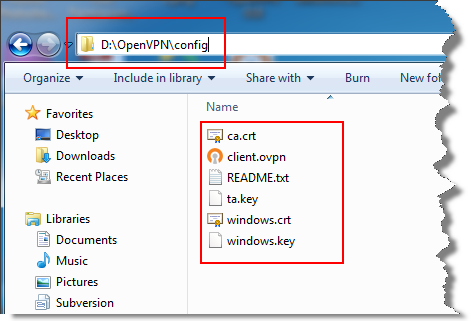 D:\OpenVPN\config
Organize Include in library Share with Burn New fol
Name
Favorites
Desktop
Downloads
Recent Places
Libraries
Documents
Music
Pictures
Subversion
ca.crt
client.ovpn
README.txt
ta.key
windows.crt
windows.key